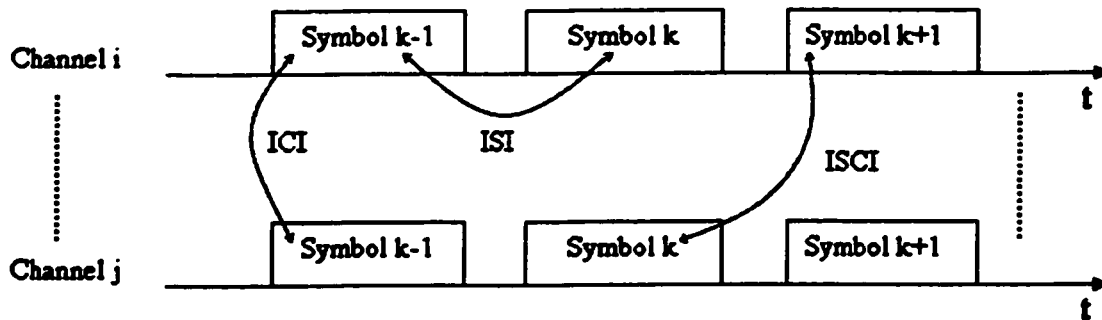 Symbol k-1 Symbol k Symbol k+1
Channel i
t
ICI ISI ISCI
Symbol k-1 Symbol k Symbol k+1
Channel j
t